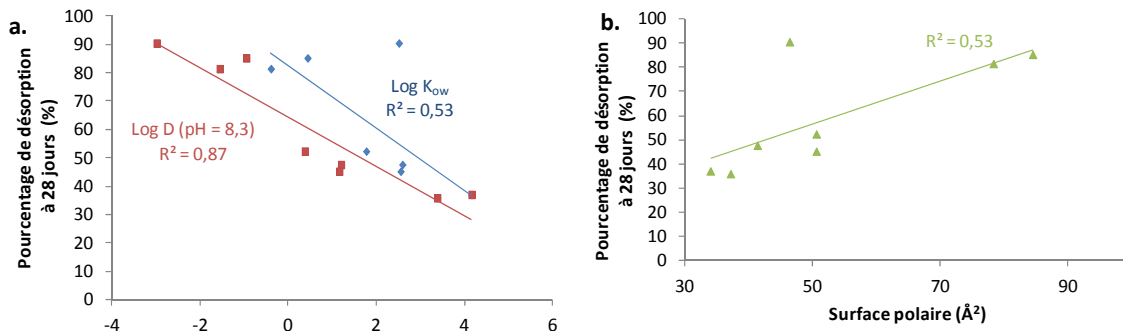 a.
Pourcentage de désorption
à 28 jours (%)
100
90
80
70
60
50
40
30
20
10
0
-4
-2
0
2
4
6
Log K_ow
R² = 0,53
Log D (pH = 8,3)
R² = 0,87
b.
Pourcentage de désorption
à 28 jours (%)
100
90
80
70
60
50
40
30
20
10
0
30
50
70
90
R² = 0,53
Surface polaire (Å²)